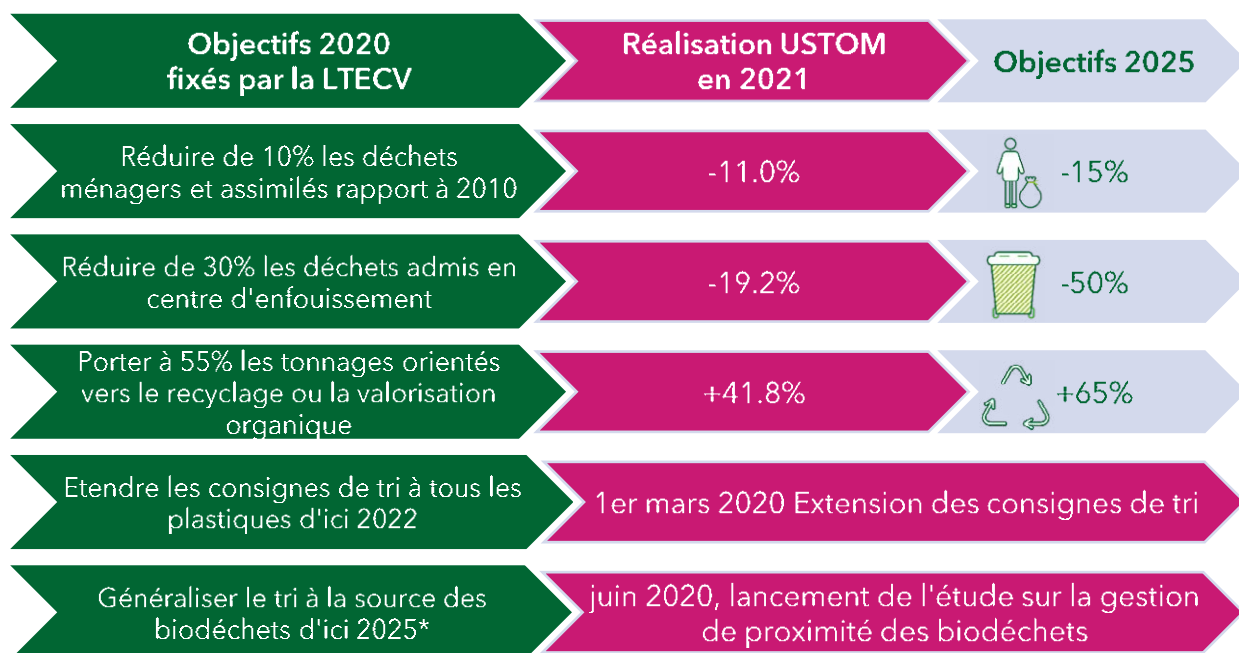 Objectifs 2020
fixés par la LTECV
Réalisation USTOM
en 2021
Objectifs 2025
Réduire de 10% les déchets
ménagers et assimilés rapport à 2010
-11.0%
-15%
Réduire de 30% les déchets admis en
centre d'enfouissement
-19.2%
-50%
Porter à 55% les tonnages orientés
vers le recyclage ou la valorisation
organique
+41.8%
+65%
Etendre les consignes de tri à tous les
plastiques d'ici 2022
1er mars 2020 Extension des consignes de tri
Généraliser le tri à la source des
biodéchets d'ici 2025*
juin 2020, lancement de l'étude sur la gestion
de proximité des biodéchets